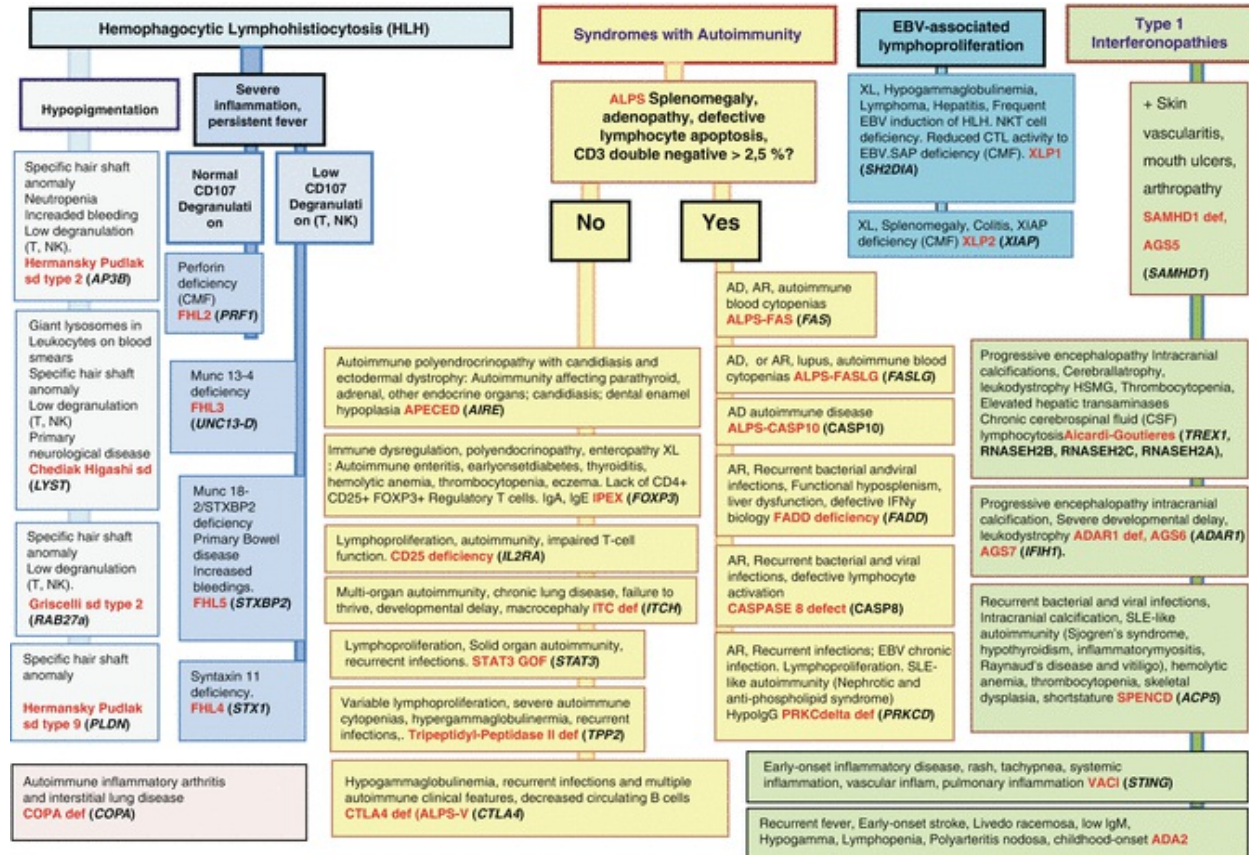 Hemophagocytic Lymphohistiocytosis (HLH)
Hypopigmentation
Specific hair shaft
anomaly
Neutropenia
Increaded bleeding
Low degranulation
(T, NK).
Hermansky Pudlak
sd type 2 (AP3B)
Giant lysosomes in
Leukocytes on blood
smears
Specific hair shaft
anomaly
Low degranulation
(T, NK)
Primary
neurological disease
Chediak Higashi sd
(LYST)
Specific hair shaft
anomaly
Low degranulation
(T, NK).
Griscelli sd type 2
(RAB27a)
Specific hair shaft
anomaly
Hermansky Pudlak
sd type 9 (PLDN)
Severe
inflammation,
persistent fever
Normal
CD107
Degranulati
on
Low
CD107
Degranulati
on (T, NK)
Perforin
deficiency
(CMF)
FHL2 (PRF1)
Munc 13-4
deficiency
FHL3
(UNC13-D)
Munc 18-
2/STXBP2
deficiency
Primary Bowel
disease
Increased
bleedings.
FHL5 (STXBP2)
Syntaxin 11
deficiency.
FHL4 (STX1)
Autoimmune inflammatory arthritis
and interstitial lung disease
COPA def (COPA)
Syndromes with Autoimmunity
ALPS Splenomegaly,
adenopathy, defective
lymphocyte apoptosis,
CD3 double negative > 2,5 %?
No
Yes
Autoimmune polyendocrinopathy with candidiasis and
ectodermal dystrophy: Autoimmunity affecting parathyroid,
adrenal, other endocrine organs; candidiasis; dental enamel
hypoplasia APECED (AIRE)
Immune dysregulation, polyendocrinopathy, enteropathy XL
: Autoimmune enteritis, earlyonsetdiabetes, thyroiditis,
hemolytic anemia, thrombocytopenia, eczema. Lack of CD4+
CD25+ FOXP3+ Regulatory T cells. IgA, IgE IPEX (FOXP3)
Lymphoproliferation, autoimmunity, impaired T-cell
function. CD25 deficiency (IL2RA)
Multi-organ autoimmunity, chronic lung disease, failure to
thrive, developmental delay, macrocephaly ITC def (ITCH)
Lymphoproliferation, Solid organ autoimmunity,
recurrecnt infections. STAT3 GOF (STAT3)
Variable lymphoproliferation, severe autoimmune
cytopenias, hypergammaglobulinermia, recurrent
infections,. Tripeptidyl-Peptidase II def (TPP2)
Hypogammaglobulinemia, recurrent infections and multiple
autoimmune clinical features, decreased circulating B cells
CTLA4 def (ALPS-V (CTLA4)
AD, AR, autoimmune
blood cytopenias
ALPS-FAS (FAS)
AD, or AR, lupus, autoimmune blood
cytopenias ALPS-FASLG (FASLG)
AD autoimmune disease
ALPS-CASP10 (CASP10)
AR, Recurrent bacterial andviral
infections, Functional hyposplenism,
liver dysfunction, defective IFNγ
biology FADD deficiency (FADD)
AR, Recurrent bacterial and viral
infections, defective lymphocyte
activation
CASPASE 8 defect (CASP8)
AR, Recurrent infections; EBV chronic
infection. Lymphoproliferation. SLE-
like autoimmunity (Nephrotic and
anti-phospholipid syndrome)
HypoIgG PRKCdelta def (PRKCD)
EBV-associated
lymphoproliferation
XL, Hypogammaglobulinemia,
Lymphoma, Hepatitis, Frequent
EBV induction of HLH. NKT cell
deficiency. Reduced CTL activity to
EBV.SAP deficiency (CMF). XLP1
(SH2DIA)
XL, Splenomegaly, Colitis, XIAP
deficiency (CMF) XLP2 (XIAP)
Type 1
Interferonopathies
+ Skin
vascularitis,
mouth ulcers,
arthropathy
SAMHD1 def,
AGS5
(SAMHD1)
Progressive encephalopathy Intracranial
calcifications, Cerebrallatrophy,
leukodystrophy HSMG, Thrombocytopenia,
Elevated hepatic transaminases
Chronic cerebrospinal fluid (CSF)
lymphocytosisAicardi-Goutieres (TREX1,
RNASEH2B, RNASEH2C, RNASEH2A),
Progressive encephalopathy intracranial
calcification, Severe developmental delay,
leukodystrophy ADAR1 def, AGS6 (ADAR1)
AGS7 (IFIH1).
Recurrent bacterial and viral infections,
Intracranial calcification, SLE-like
autoimmunity (Sjogren's syndrome,
hypothyroidism, inflammatorymyositis,
Raynaud's disease and vitiligo), hemolytic
anemia, thrombocytopenia, skeletal
dysplasia, shortstature SPENCD (ACP5)
Early-onset inflammatory disease, rash, tachypnea, systemic
inflammation, vascular inflam, pulmonary inflammation VACI (STING)
Recurrent fever, Early-onset stroke, Livedo racemosa, low IgM,
Hypogamma, Lymphopenia, Polyarteritis nodosa, childhood-onset ADA2